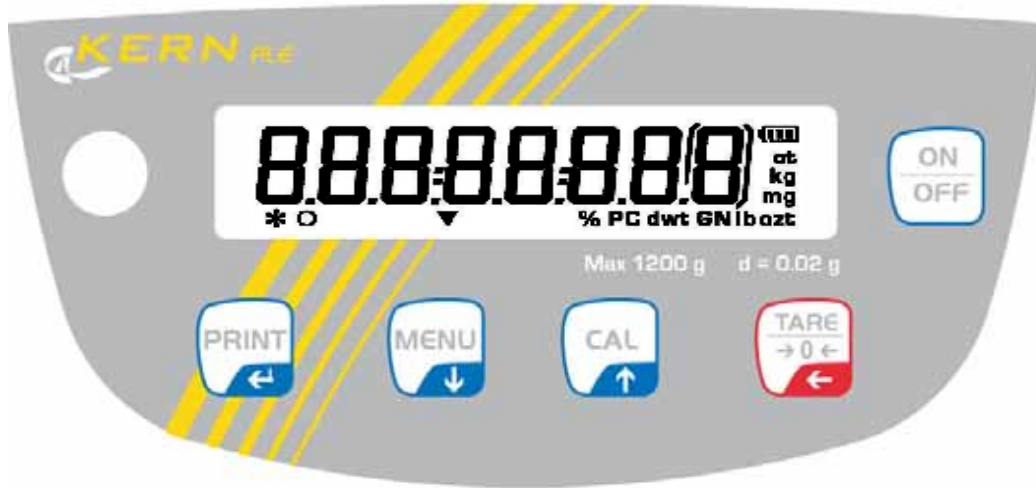 KERN ALE
8.8.8:8.8:8.8(8)
ct
kg
mg
* O ▼ % PC dwt GN lb ozt
ON
OFF
Max 1200 g d = 0.02 g
PRINT
MENU
CAL
TARE
→ 0 ←